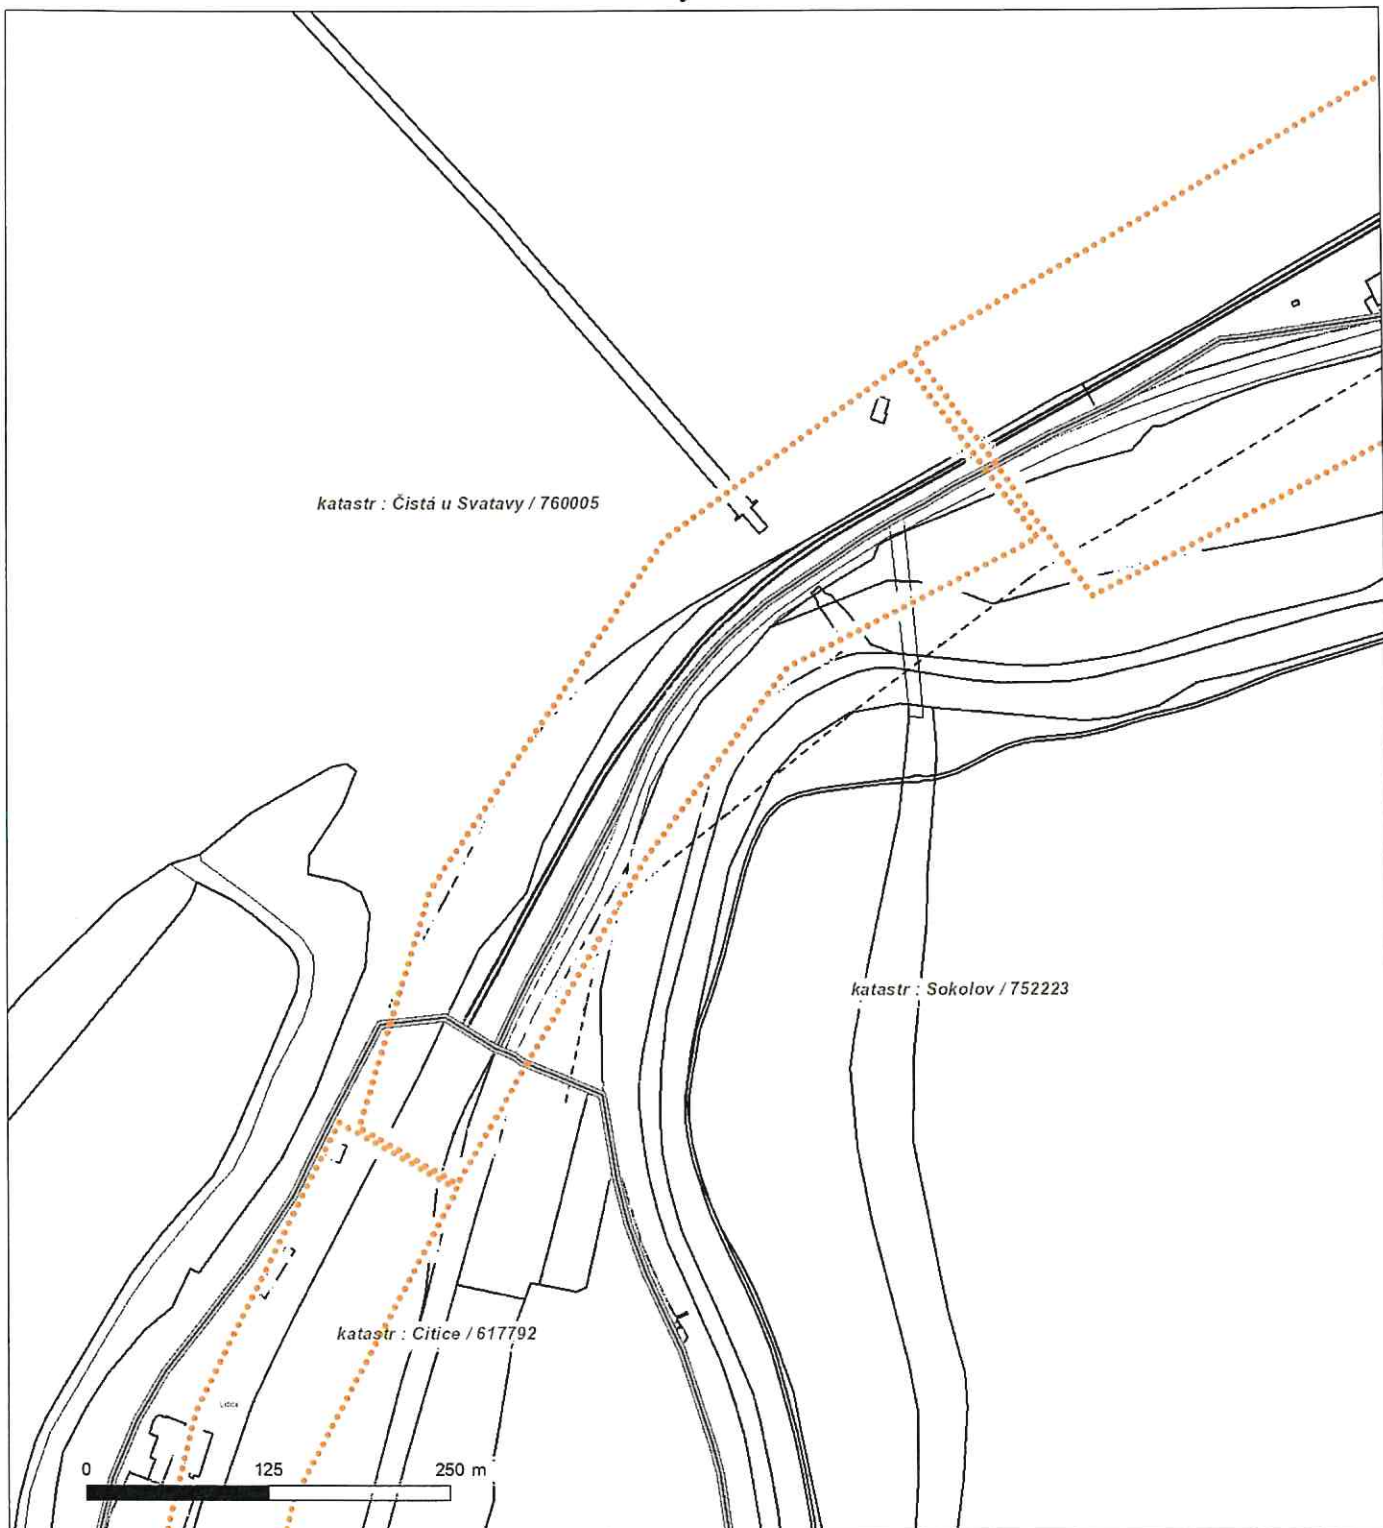 katastr : Čistá u Svatavy / 760005
katastr : Sokolov / 752223
katastr : Citice / 617792
0 125 250 m